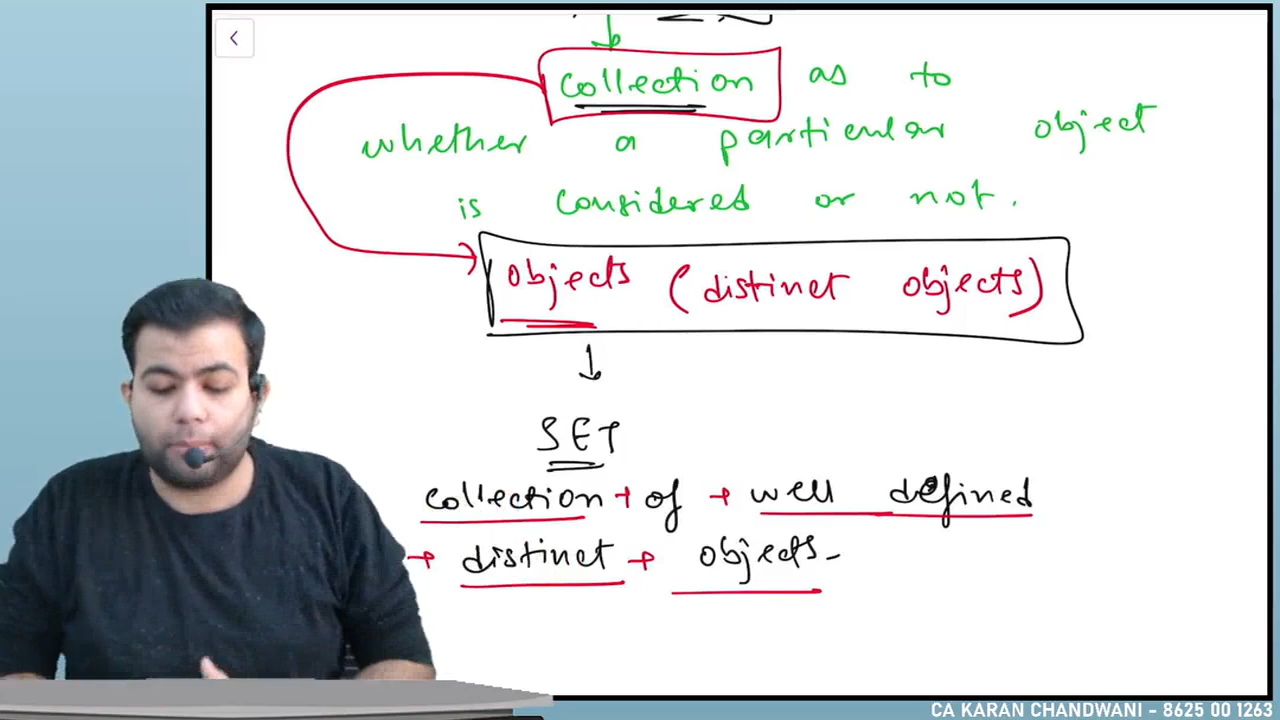 collection as to
whether a particular object
is considered or not.
objects (distinct objects)
SET
collection + of + well defined
+ distinct + objects -
CA KARAN CHANDWANI - 8625 00 1263